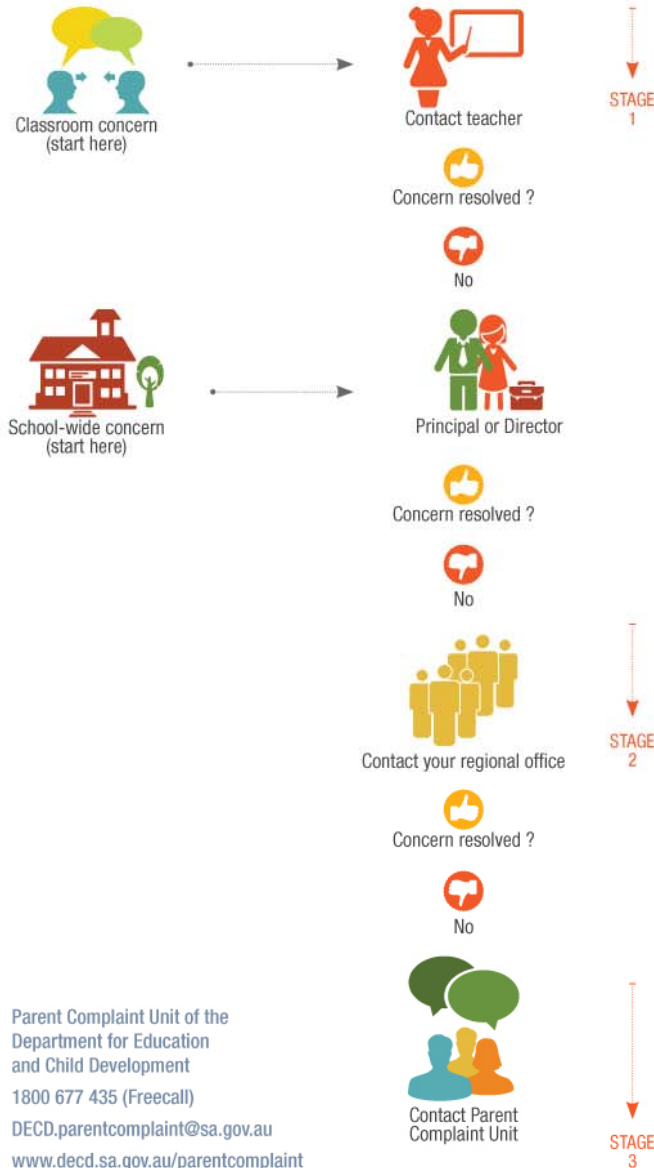 Classroom concern
(start here)
Contact teacher
STAGE
1
Concern resolved ?
No
School-wide concern
(start here)
Principal or Director
Concern resolved ?
No
Contact your regional office
STAGE
2
Concern resolved ?
No
Contact Parent
Complaint Unit
STAGE
3
Parent Complaint Unit of the
Department for Education
and Child Development
1800 677 435 (Freecall)
DECD.parentcomplaint@sa.gov.au
www.decd.sa.gov.au/parentcomplaint